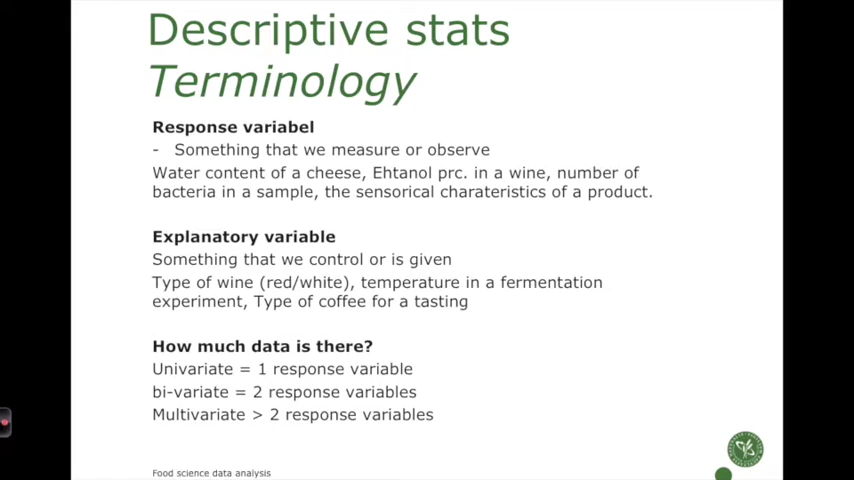 Descriptive stats
Terminology
Response variabel
- Something that we measure or observe
Water content of a cheese, Ehtanol prc. in a wine, number of
bacteria in a sample, the sensorical charateristics of a product.
Explanatory variable
Something that we control or is given
Type of wine (red/white), temperature in a fermentation
experiment, Type of coffee for a tasting
How much data is there?
Univariate = 1 response variable
bi-variate = 2 response variables
Multivariate > 2 response variables
Food science data analysis